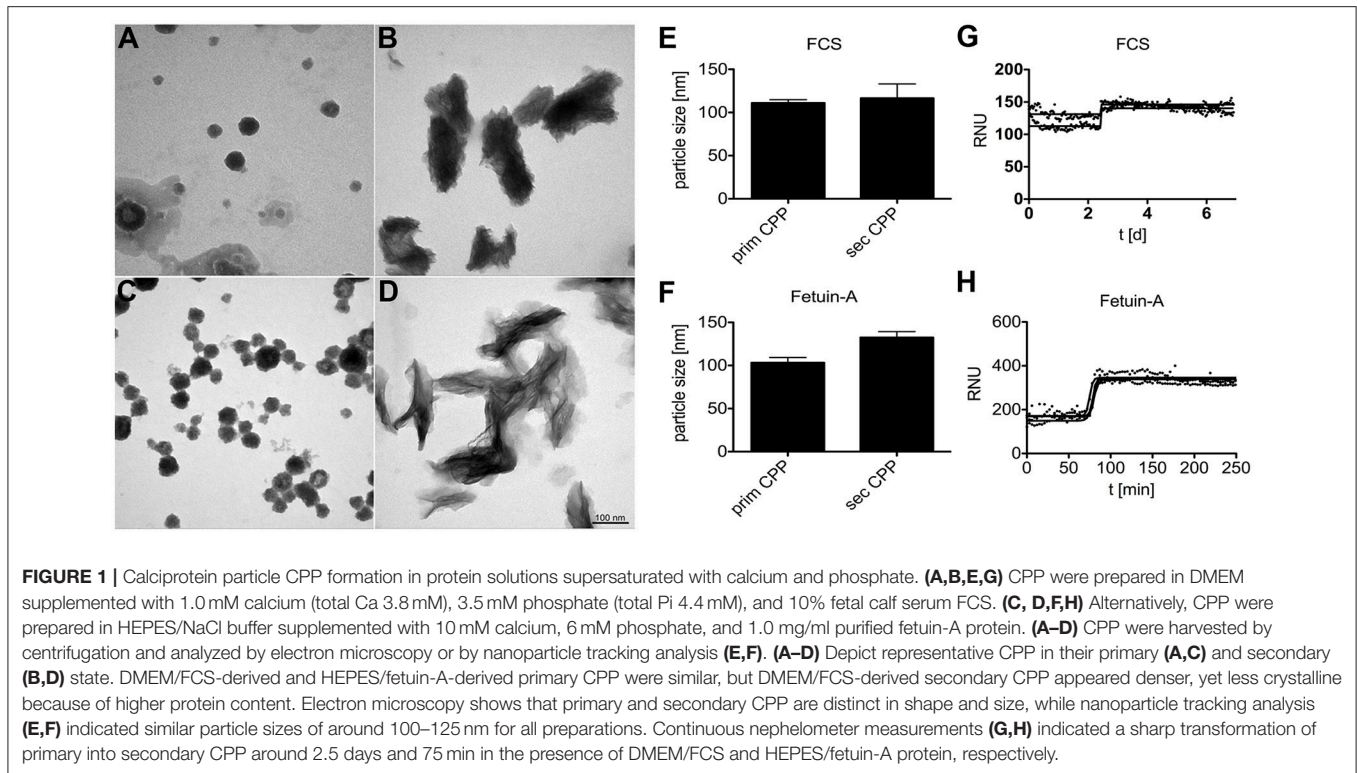 A
B
C
D
100 nm
E
FCS
particle size [nm]
150
100
50
0
prim CPP
sec CPP
F
Fetuin-A
particle size [nm]
150
100
50
0
prim CPP
sec CPP
G
FCS
RNU
200
150
100
50
0
0 2 4 6
t [d]
H
Fetuin-A
RNU
600
400
200
0
0 50 100 150 200 250
t [min]
FIGURE 1 | Calciprotein particle CPP formation in protein solutions supersaturated with calcium and phosphate. (A,B,E,G) CPP were prepared in DMEM
supplemented with 1.0 mM calcium (total Ca 3.8 mM), 3.5 mM phosphate (total Pi 4.4 mM), and 10% fetal calf serum FCS. (C, D,F,H) Alternatively, CPP were
prepared in HEPES/NaCl buffer supplemented with 10 mM calcium, 6 mM phosphate, and 1.0 mg/ml purified fetuin-A protein. (A–D) CPP were harvested by
centrifugation and analyzed by electron microscopy or by nanoparticle tracking analysis (E,F). (A–D) Depict representative CPP in their primary (A,C) and secondary
(B,D) state. DMEM/FCS-derived and HEPES/fetuin-A-derived primary CPP were similar, but DMEM/FCS-derived secondary CPP appeared denser, yet less crystalline
because of higher protein content. Electron microscopy shows that primary and secondary CPP are distinct in shape and size, while nanoparticle tracking analysis
(E,F) indicated similar particle sizes of around 100–125 nm for all preparations. Continuous nephelometer measurements (G,H) indicated a sharp transformation of
primary into secondary CPP around 2.5 days and 75 min in the presence of DMEM/FCS and HEPES/fetuin-A protein, respectively.